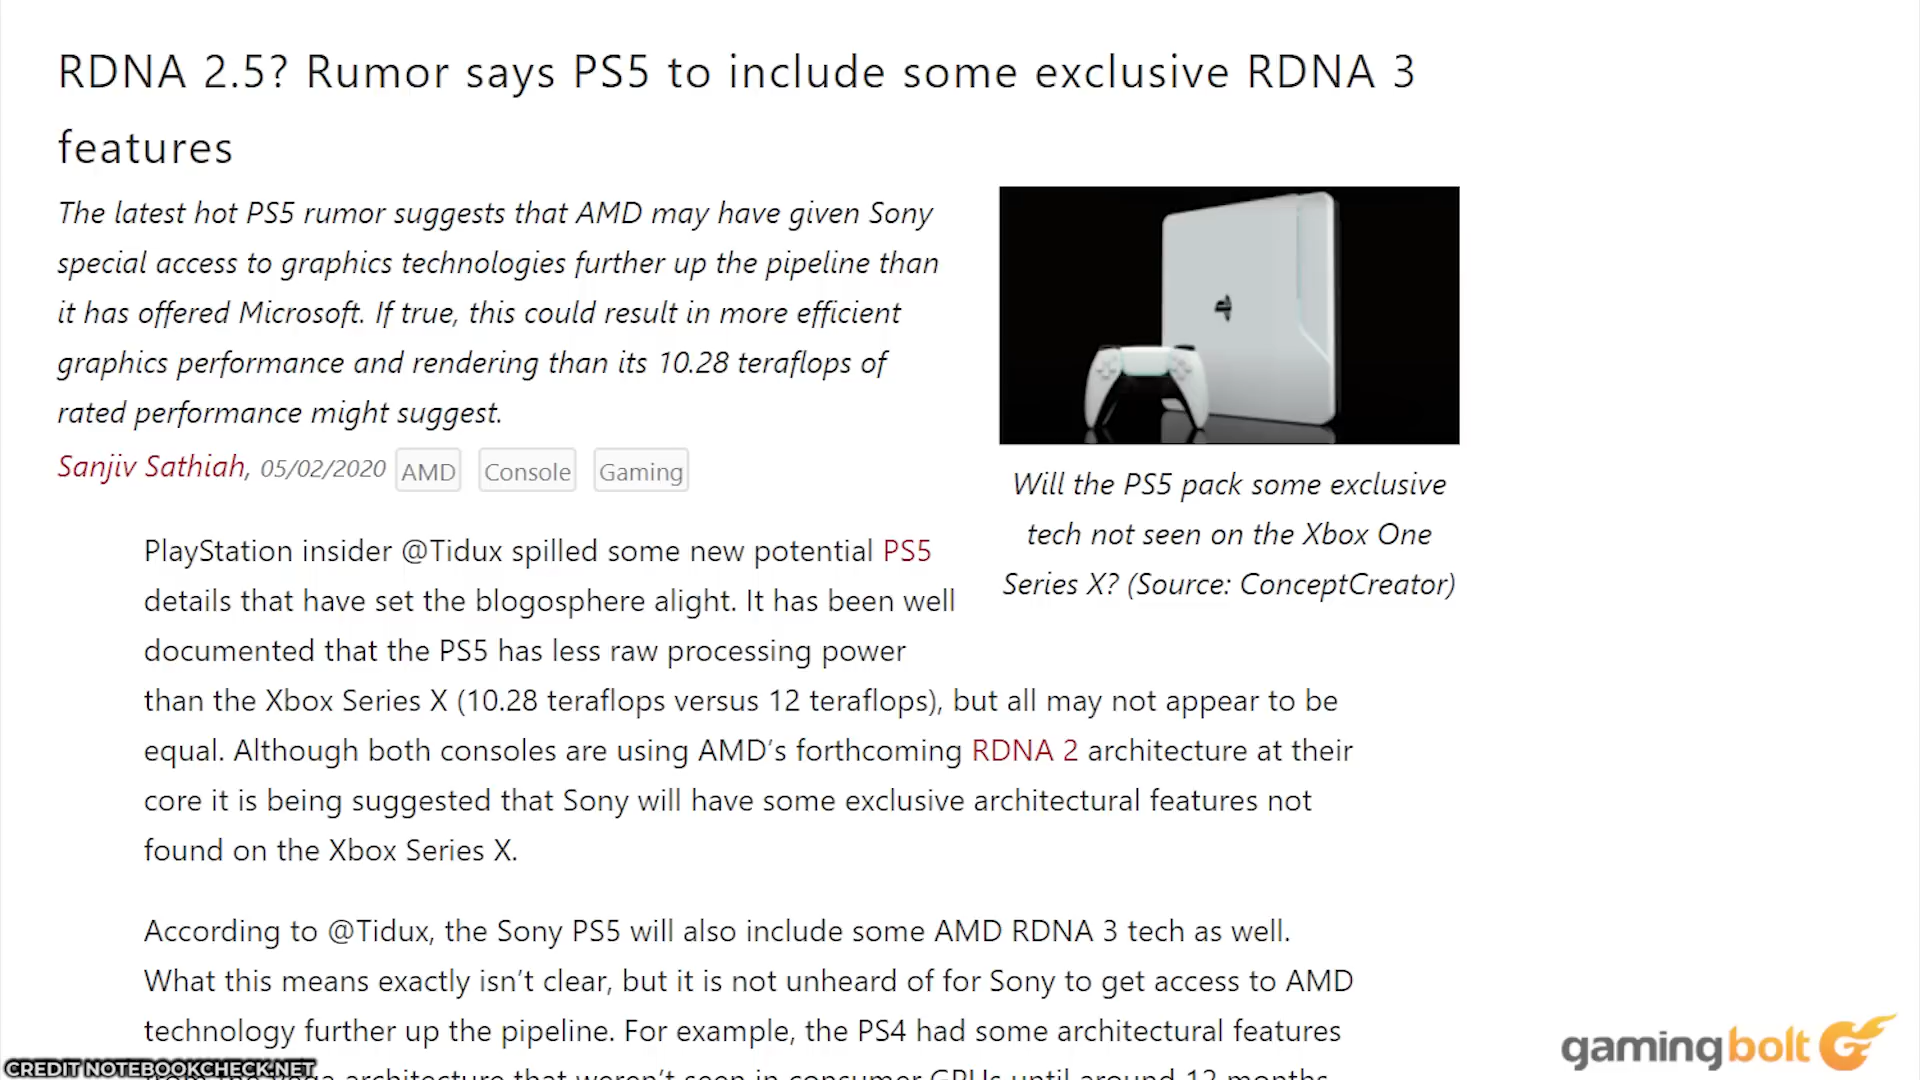 RDNA 2.5? Rumor says PS5 to include some exclusive RDNA 3
features
The latest hot PS5 rumor suggests that AMD may have given Sony
special access to graphics technologies further up the pipeline than
it has offered Microsoft. If true, this could result in more efficient
graphics performance and rendering than its 10.28 teraflops of
rated performance might suggest.
Sanjiv Sathiah, 05/02/2020 AMD Console Gaming
Will the PS5 pack some exclusive
tech not seen on the Xbox One
Series X? (Source: ConceptCreator)
PlayStation insider @Tidux spilled some new potential PS5
details that have set the blogosphere alight. It has been well
documented that the PS5 has less raw processing power
than the Xbox Series X (10.28 teraflops versus 12 teraflops), but all may not appear to be
equal. Although both consoles are using AMD's forthcoming RDNA 2 architecture at their
core it is being suggested that Sony will have some exclusive architectural features not
found on the Xbox Series X.
According to @Tidux, the Sony PS5 will also include some AMD RDNA 3 tech as well.
What this means exactly isn't clear, but it is not unheard of for Sony to get access to AMD
technology further up the pipeline. For example, the PS4 had some architectural features
architecture that weren't seen in consumer GPUs until around 12 months
CREDIT NOTEBOOKCHECK.NET
gamingbolt